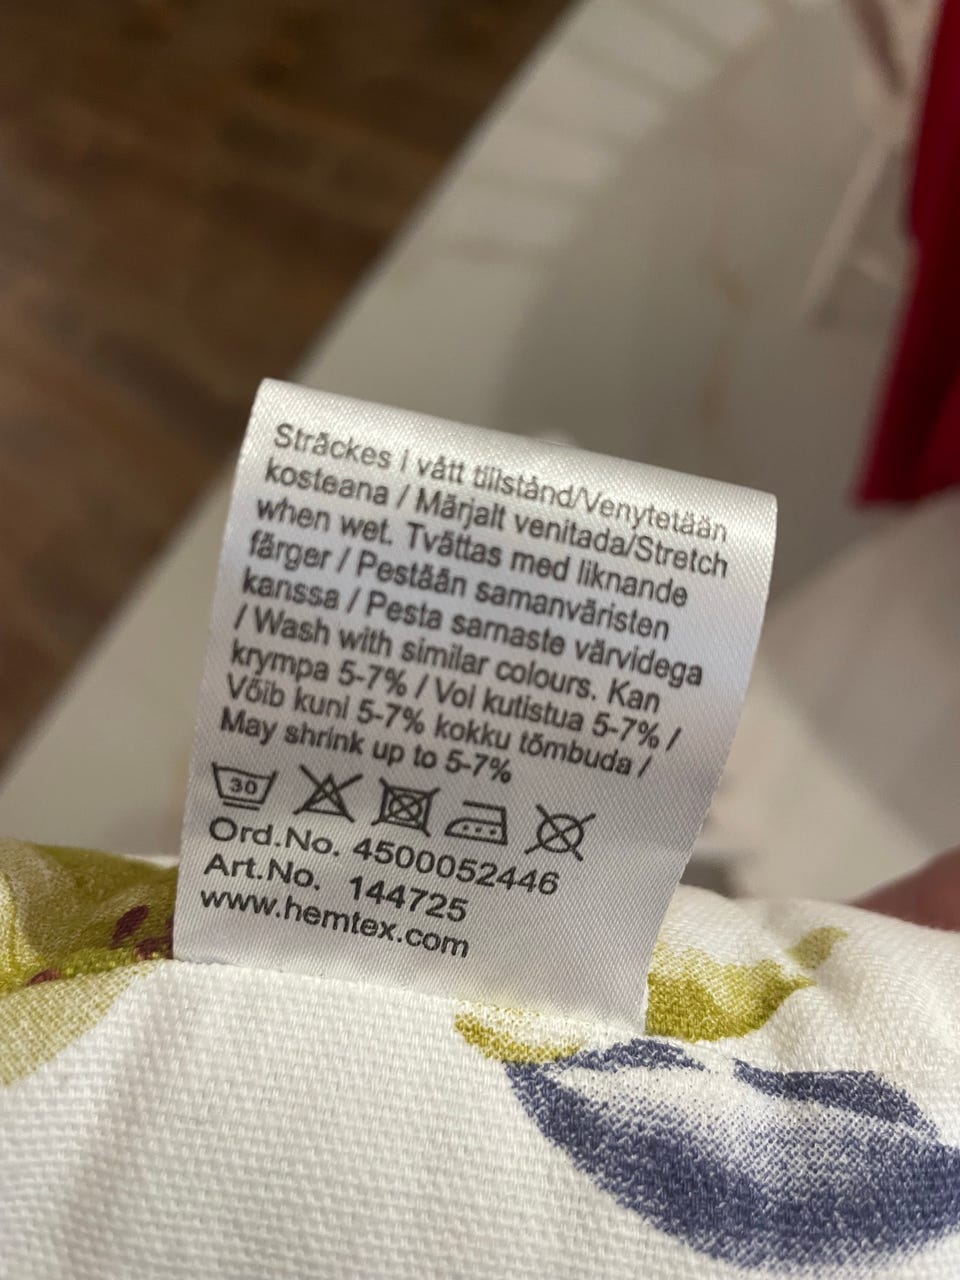 Sträckes i vått tillstånd/Venytetään
kosteana / Märjalt venitada/Stretch
when wet. Tvättas med liknande
färger / Pestään samanväristen
kanssa / Pesta sarnaste värvidega
/ Wash with similar colours. Kan
krympa 5-7% / Voi kutistua 5-7% /
Võib kuni 5-7% kokku tõmbuda /
May shrink up to 5-7%
30
Ord.No. 4500052446
Art.No. 144725
www.hemtex.com